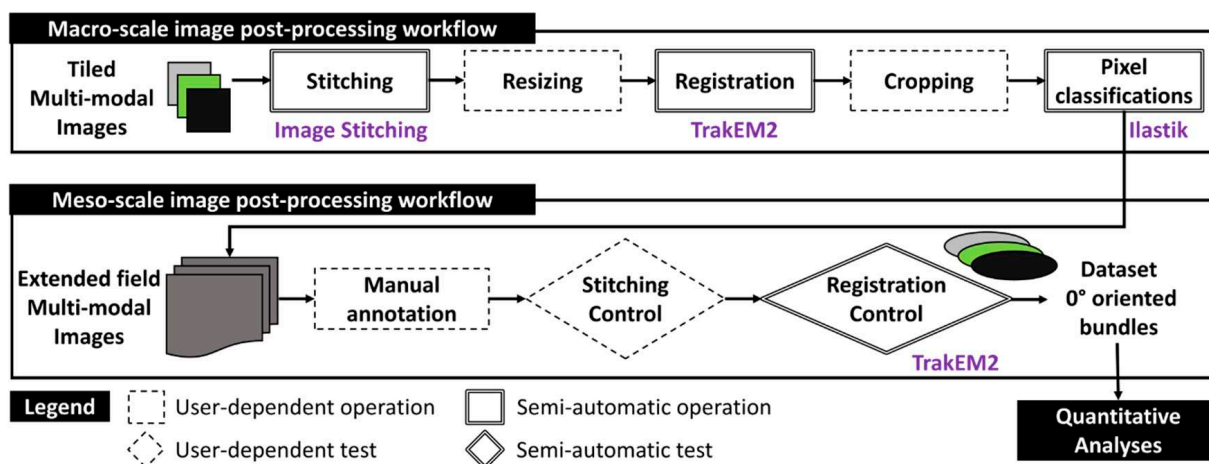 Macro-scale image post-processing workflow
Tiled
Multi-modal
Images
Stitching
Image Stitching
Resizing
Registration
TrakEM2
Cropping
Pixel
classifications
Ilastik
Meso-scale image post-processing workflow
Extended field
Multi-modal
Images
Manual
annotation
Stitching
Control
Registration
Control
TrakEM2
Dataset
0° oriented
bundles
Quantitative
Analyses
Legend
User-dependent operation
Semi-automatic operation
User-dependent test
Semi-automatic test